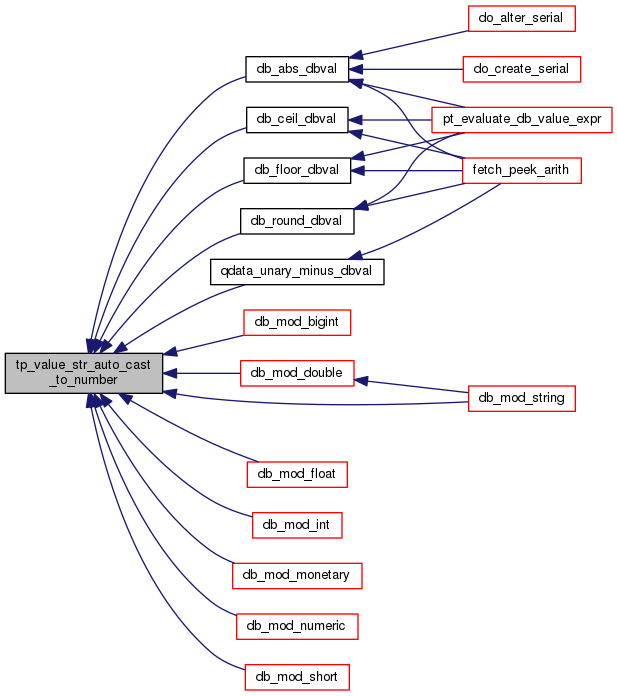 do_alter_serial
db_abs_dbval
do_create_serial
db_ceil_dbval
pt_evaluate_db_value_expr
db_floor_dbval
fetch_peek_arith
db_round_dbval
qdata_unary_minus_dbval
db_mod_bigint
tp_value_str_auto_cast
_to_number
db_mod_double
db_mod_string
db_mod_float
db_mod_int
db_mod_monetary
db_mod_numeric
db_mod_short